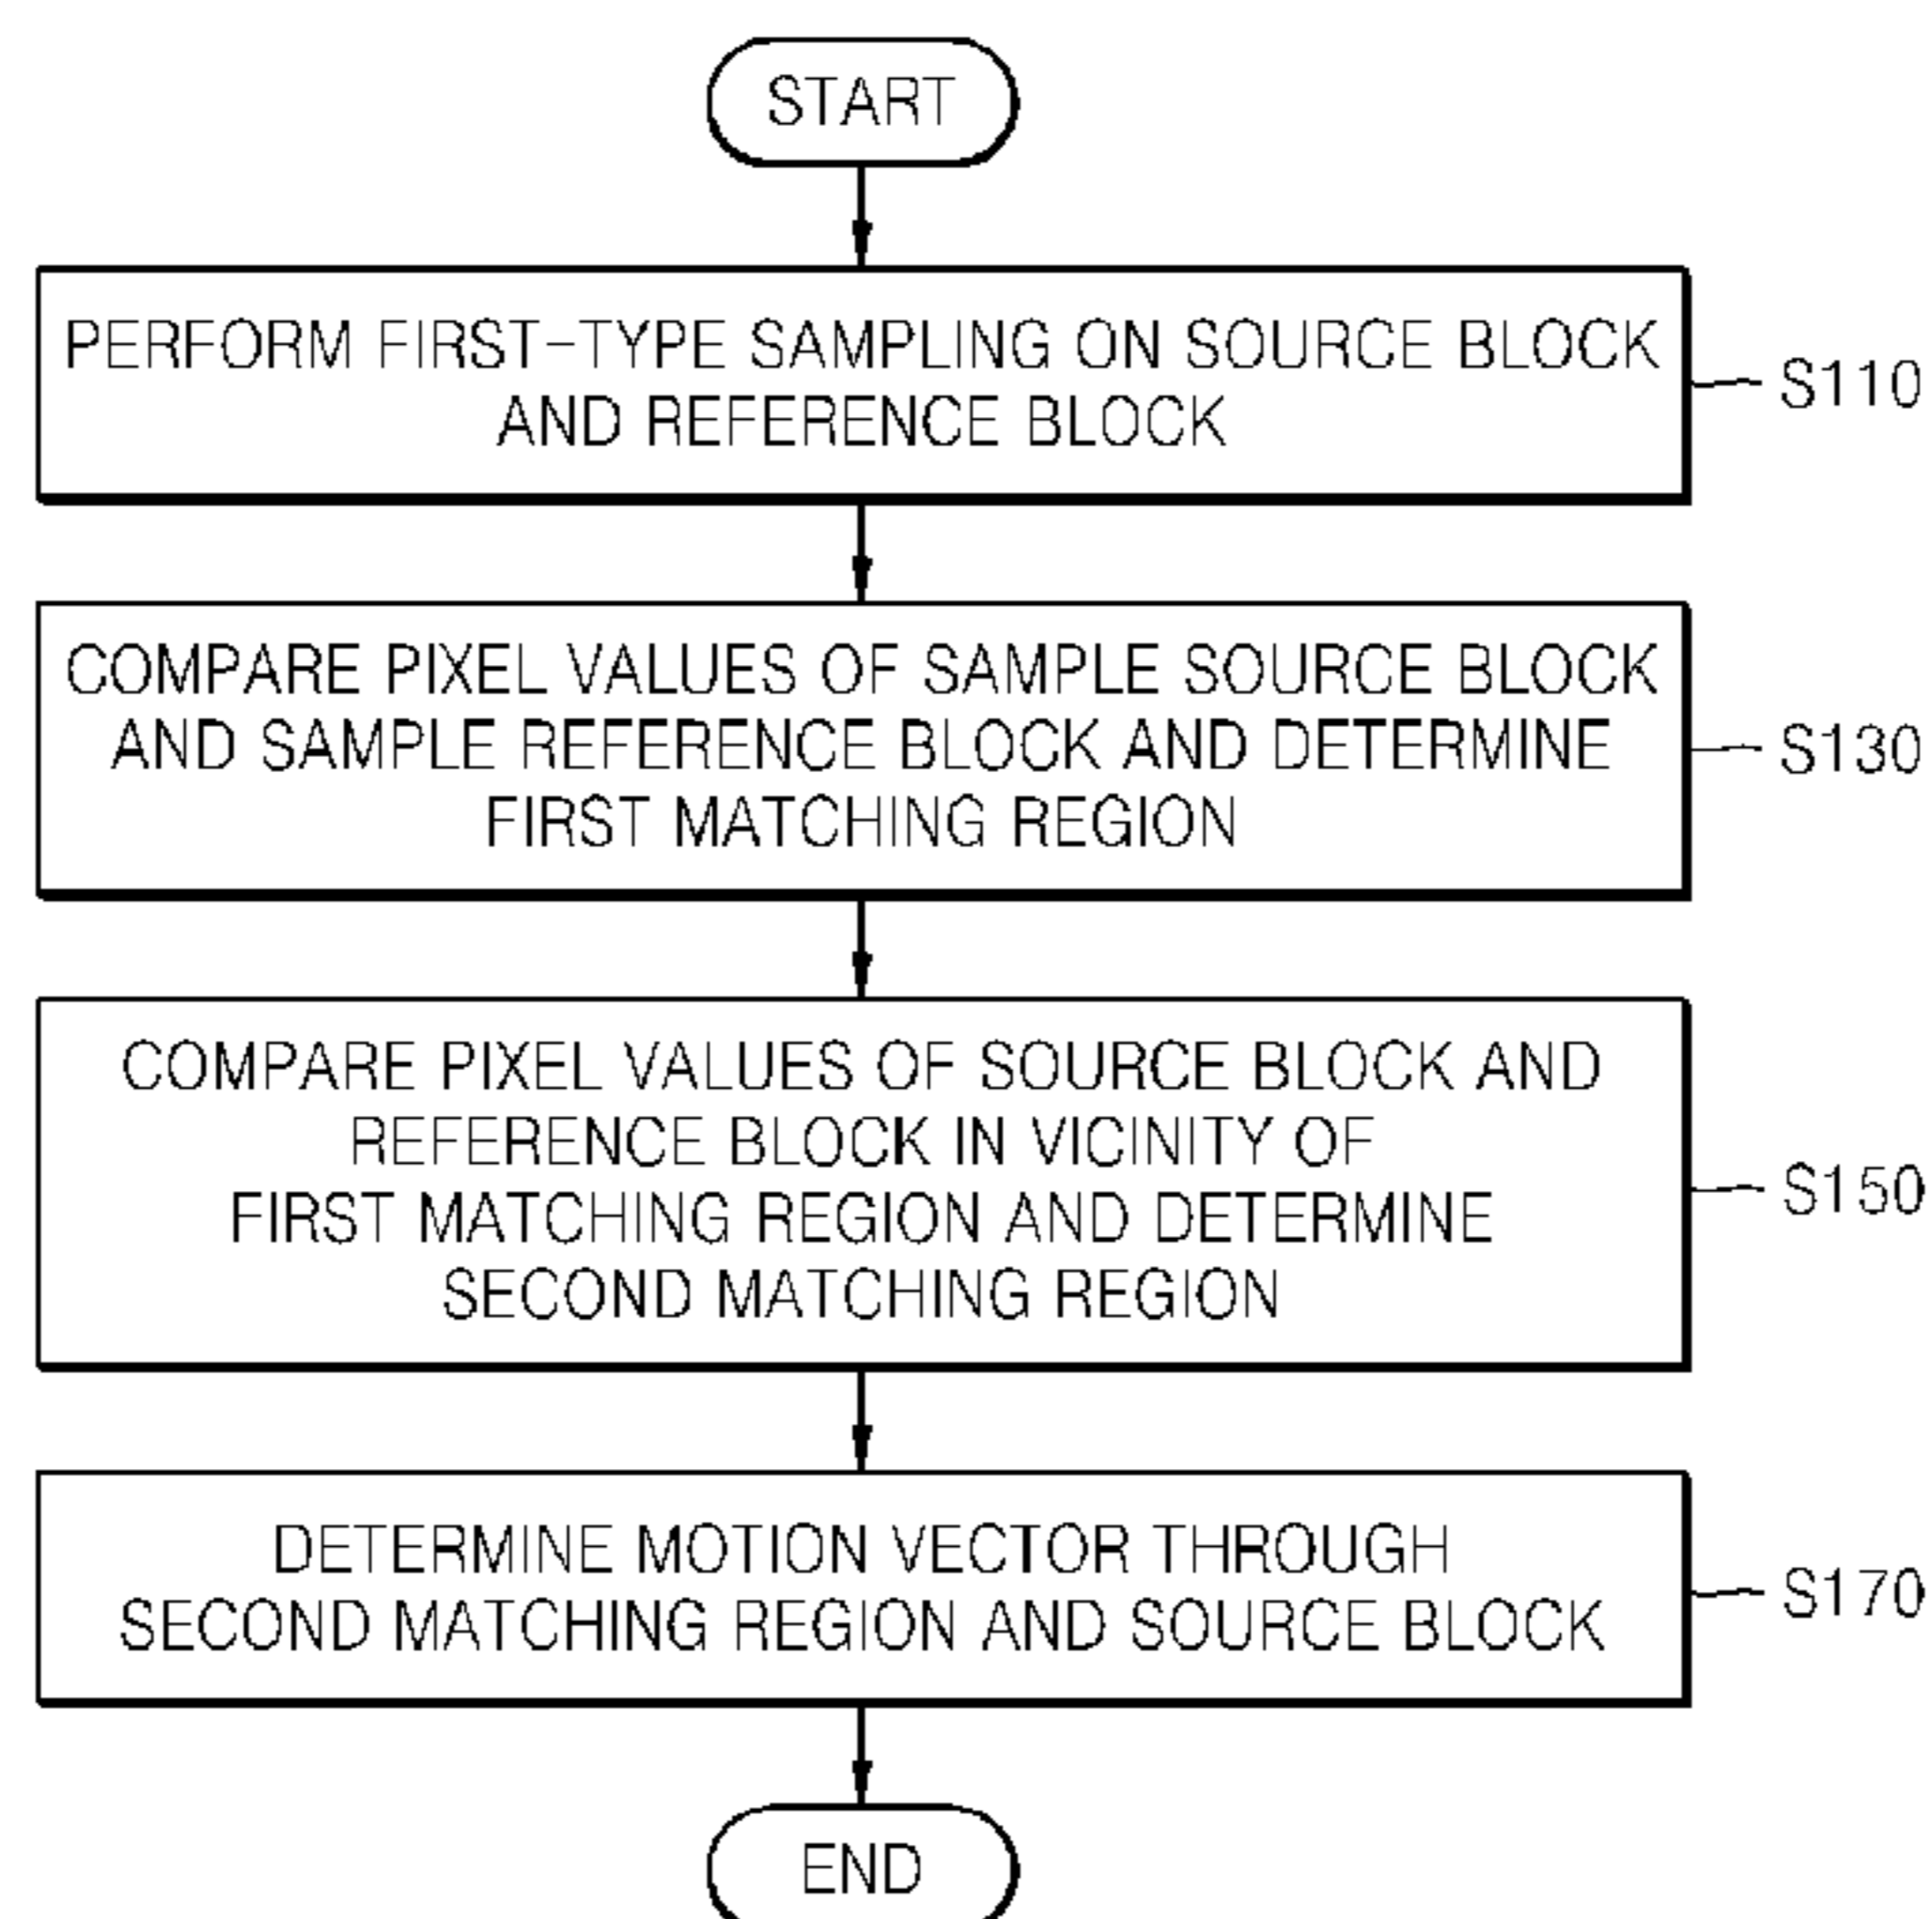 START
PERFORM FIRST-TYPE SAMPLING ON SOURCE BLOCK
AND REFERENCE BLOCK
S110
COMPARE PIXEL VALUES OF SAMPLE SOURCE BLOCK
AND SAMPLE REFERENCE BLOCK AND DETERMINE
FIRST MATCHING REGION
S130
COMPARE PIXEL VALUES OF SOURCE BLOCK AND
REFERENCE BLOCK IN VICINITY OF
FIRST MATCHING REGION AND DETERMINE
SECOND MATCHING REGION
S150
DETERMINE MOTION VECTOR THROUGH
SECOND MATCHING REGION AND SOURCE BLOCK
S170
END